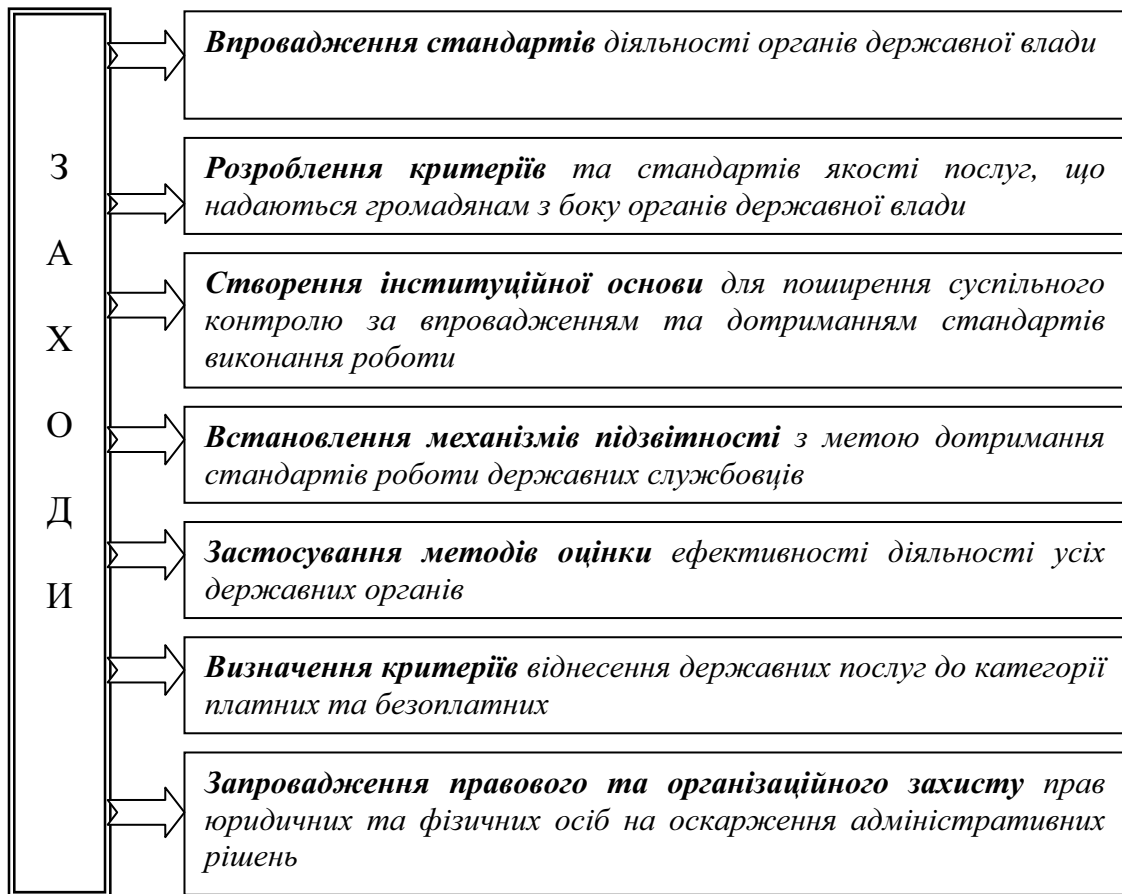 З
А
Х
О
Д
И
Впровадження стандартів діяльності органів державної влади
Розроблення критеріїв та стандартів якості послуг, що
надаються громадянам з боку органів державної влади
Створення інституційної основи для поширення суспільного
контролю за впровадженням та дотриманням стандартів
виконання роботи
Встановлення механізмів підзвітності з метою дотримання
стандартів роботи державних службовців
Застосування методів оцінки ефективності діяльності усіх
державних органів
Визначення критеріїв віднесення державних послуг до категорії
платних та безоплатних
Запровадження правового та організаційного захисту прав
юридичних та фізичних осіб на оскарження адміністративних
рішень